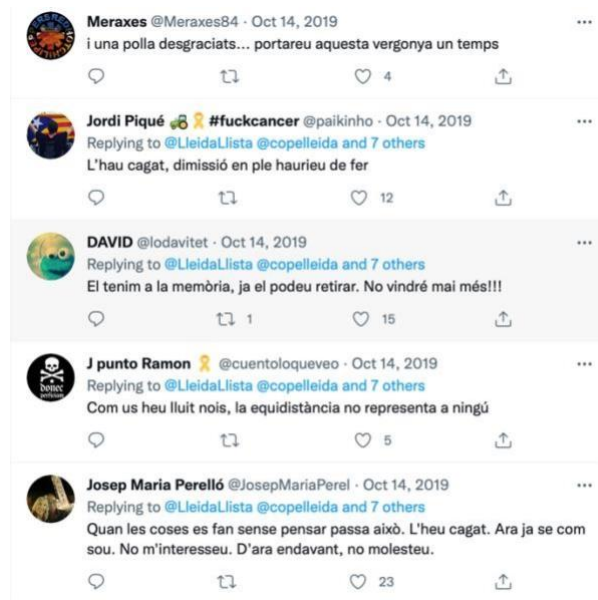 Meraxes @Meraxes84 · Oct 14, 2019
i una polla desgraciats... portareu aquesta vergonya un temps
4
Jordi Piqué 🚜 🎗 #fuckcancer @paikinho · Oct 14, 2019
Replying to @LleidaLlista @copelleida and 7 others
L'hau cagat, dimissió en ple haurieu de fer
12
DAVID @lodavitet · Oct 14, 2019
Replying to @LleidaLlista @copelleida and 7 others
El tenim a la memòria, ja el podeu retirar. No vindré mai més!!!
1 15
J punto Ramon 🎗 @cuentoloqueveo · Oct 14, 2019
Replying to @LleidaLlista @copelleida and 7 others
Com us heu lluit nois, la equidistància no representa a ningú
5
Josep Maria Perelló @JosepMariaPerel · Oct 14, 2019
Replying to @LleidaLlista @copelleida and 7 others
Quan les coses es fan sense pensar passa això. L'heu cagat. Ara ja se com
sou. No m'interesseu. D'ara endavant, no molesteu.
23